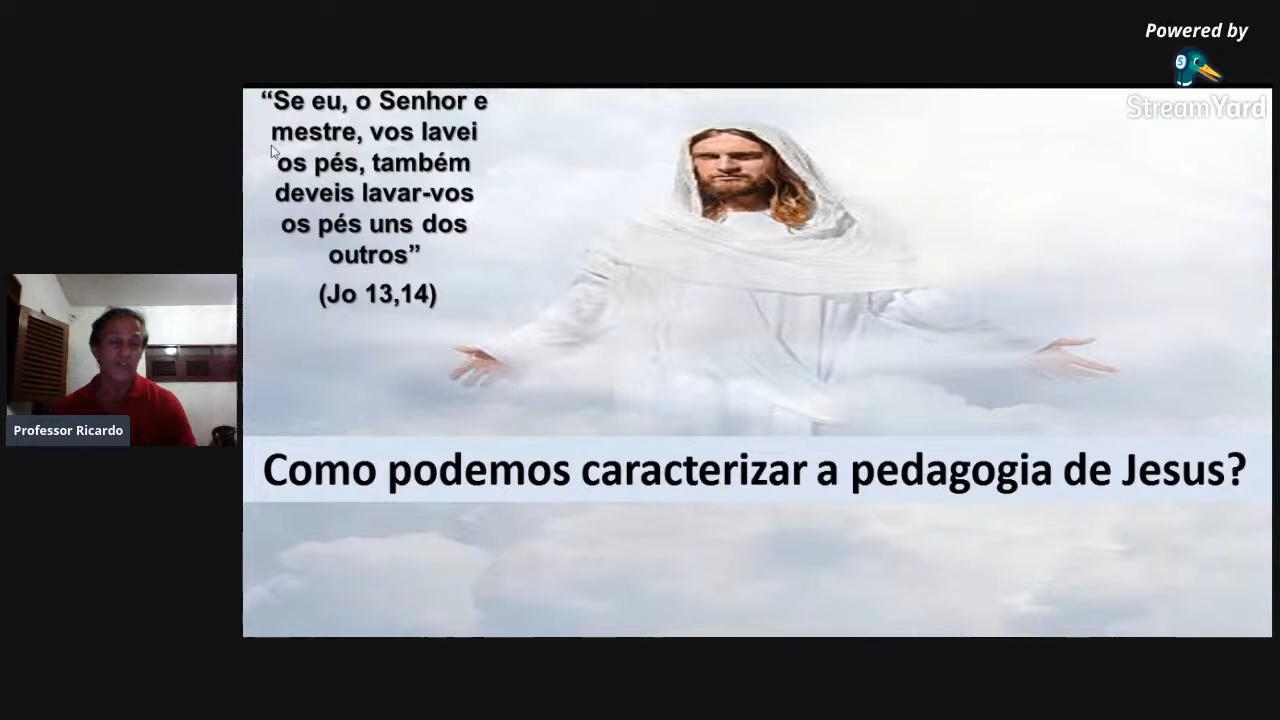 Powered by
S
StreamYard
“Se eu, o Senhor e
mestre, vos lavei
os pés, também
deveis lavar-vos
os pés uns dos
outros”
(Jo 13,14)
Professor Ricardo
Como podemos caracterizar a pedagogia de Jesus?